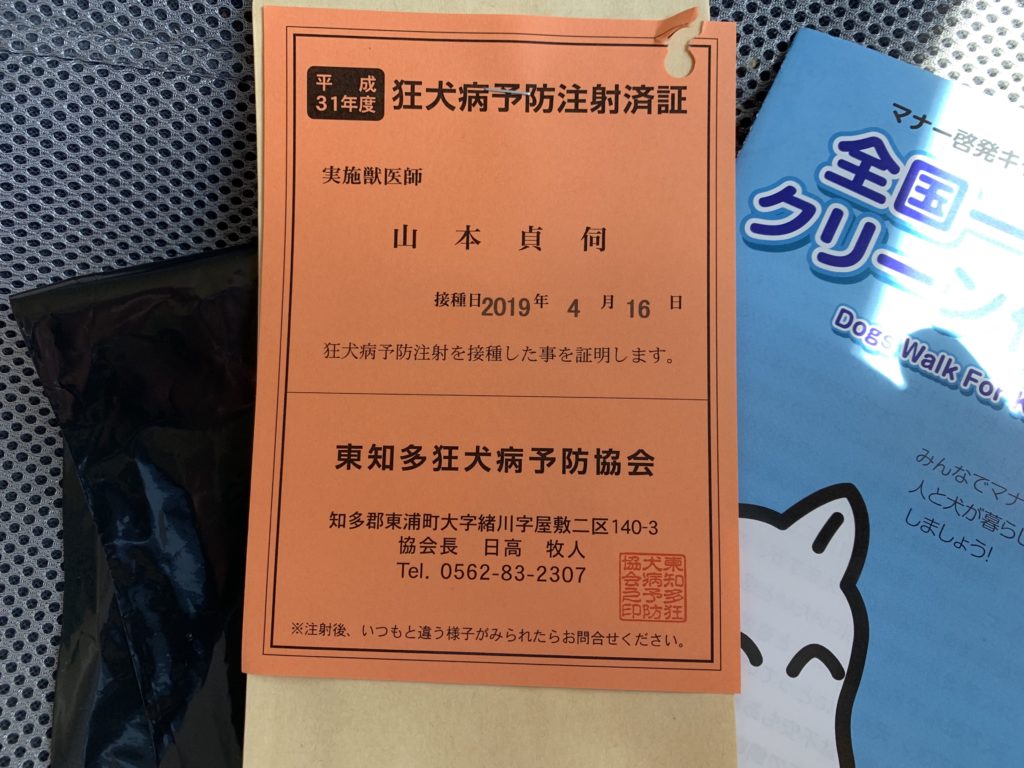 平成
31年度
狂犬病予防注射済証
実施獣医師
山本貞伺
接種日2019年4月16日
狂犬病予防注射を接種した事を証明します。
東知多狂犬病予防協会
知多郡東浦町大字緒川字屋敷二区140-3
協会長 日高 牧人
Tel. 0562-83-2307
東知多狂
犬病予防
協会之印
※注射後、いつもと違う様子がみられたらお問合せください。
マナー啓発キャ
全国一
クリーン
Dogs Walk For
みんなでマナ
人と犬が暮らし
しましょう!